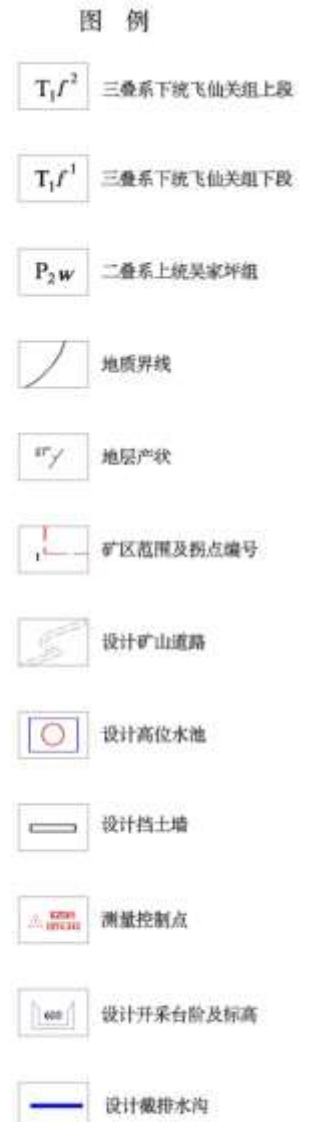 图 例
T₁f² 三叠系下统飞仙关组上段
T₁f¹ 三叠系下统飞仙关组下段
P₂w 二叠系上统吴家坪组
地质界线
地层产状
1 矿区范围及拐点编号
设计矿山道路
设计高位水池
设计挡土墙
测量控制点
600 设计开采台阶及标高
设计截排水沟